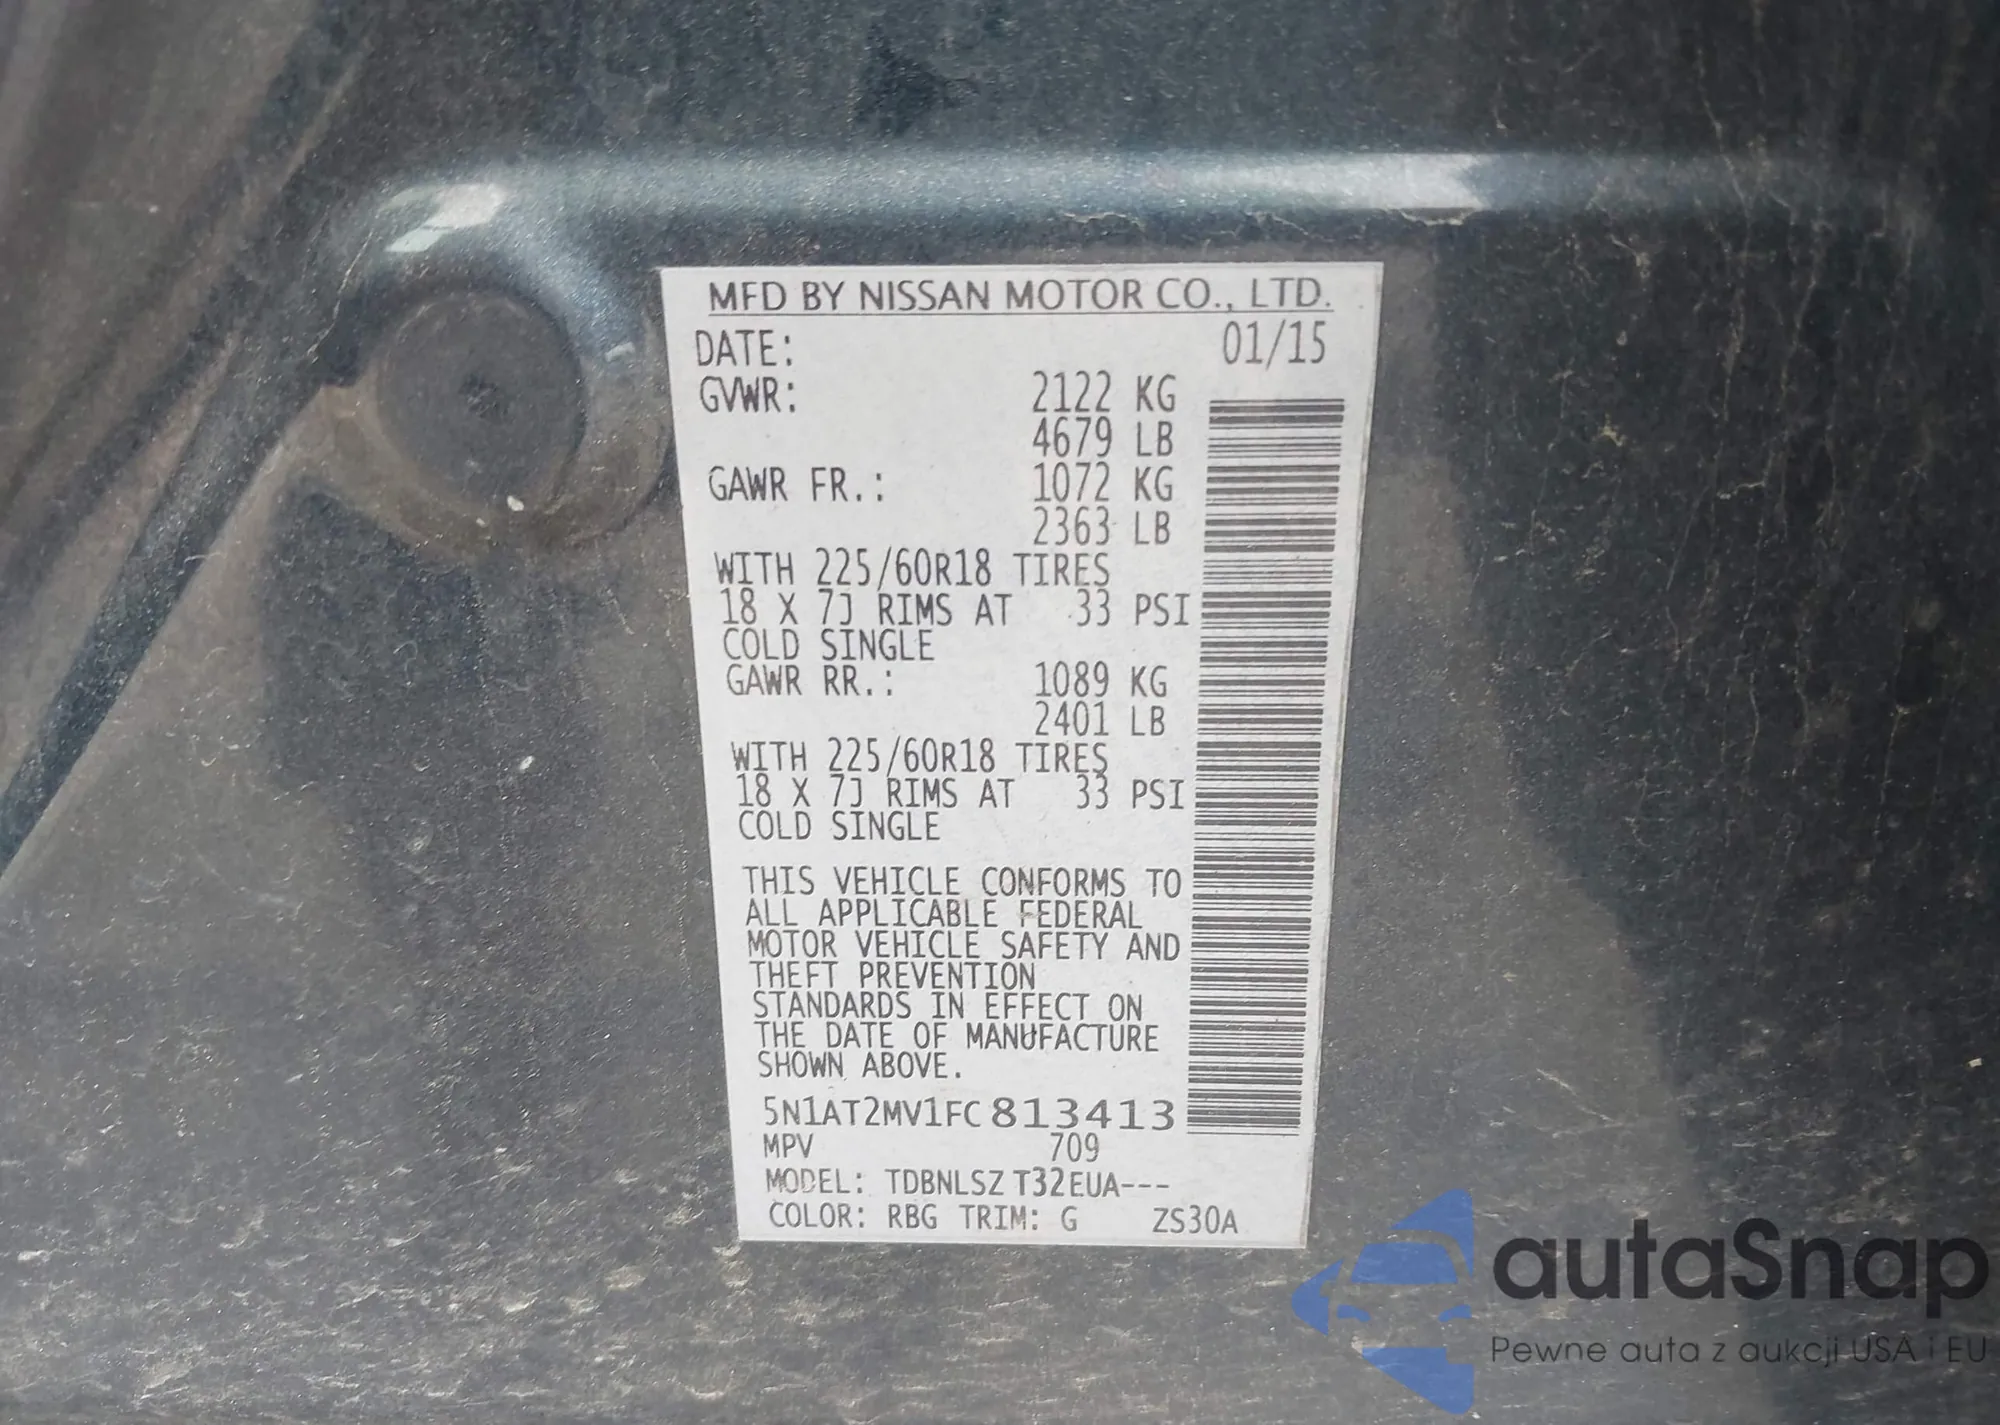 MFD BY NISSAN MOTOR CO., LTD.
DATE: 01/15
GVWR: 2122 KG
4679 LB
GAWR FR.: 1072 KG
2363 LB
WITH 225/60R18 TIRES
18 X 7J RIMS AT 33 PSI
COLD SINGLE
GAWR RR.: 1089 KG
2401 LB
WITH 225/60R18 TIRES
18 X 7J RIMS AT 33 PSI
COLD SINGLE
THIS VEHICLE CONFORMS TO
ALL APPLICABLE FEDERAL
MOTOR VEHICLE SAFETY AND
THEFT PREVENTION
STANDARDS IN EFFECT ON
THE DATE OF MANUFACTURE
SHOWN ABOVE.
5N1AT2MV1FC813413
MPV 709
MODEL: TDBNLSZ T32EUA---
COLOR: RBG TRIM: G ZS30A
autaSnap
Pewne auta z aukcji USA i EU